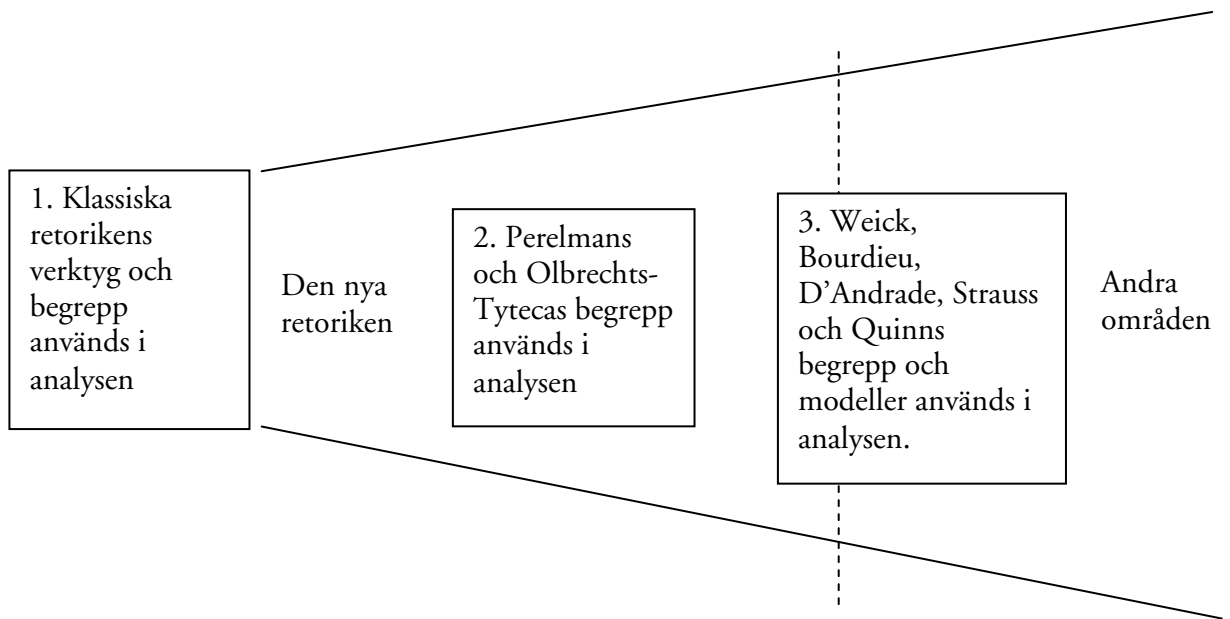 1. Klassiska
retorikens
verktyg och
begrepp
används i
analysen
Den nya
retoriken
2. Perelmans
och Olbrechts-
Tytecas begrepp
används i
analysen
3. Weick,
Bourdieu,
D’Andrade, Strauss
och Quinns
begrepp och
modeller används i
analysen.
Andra
områden